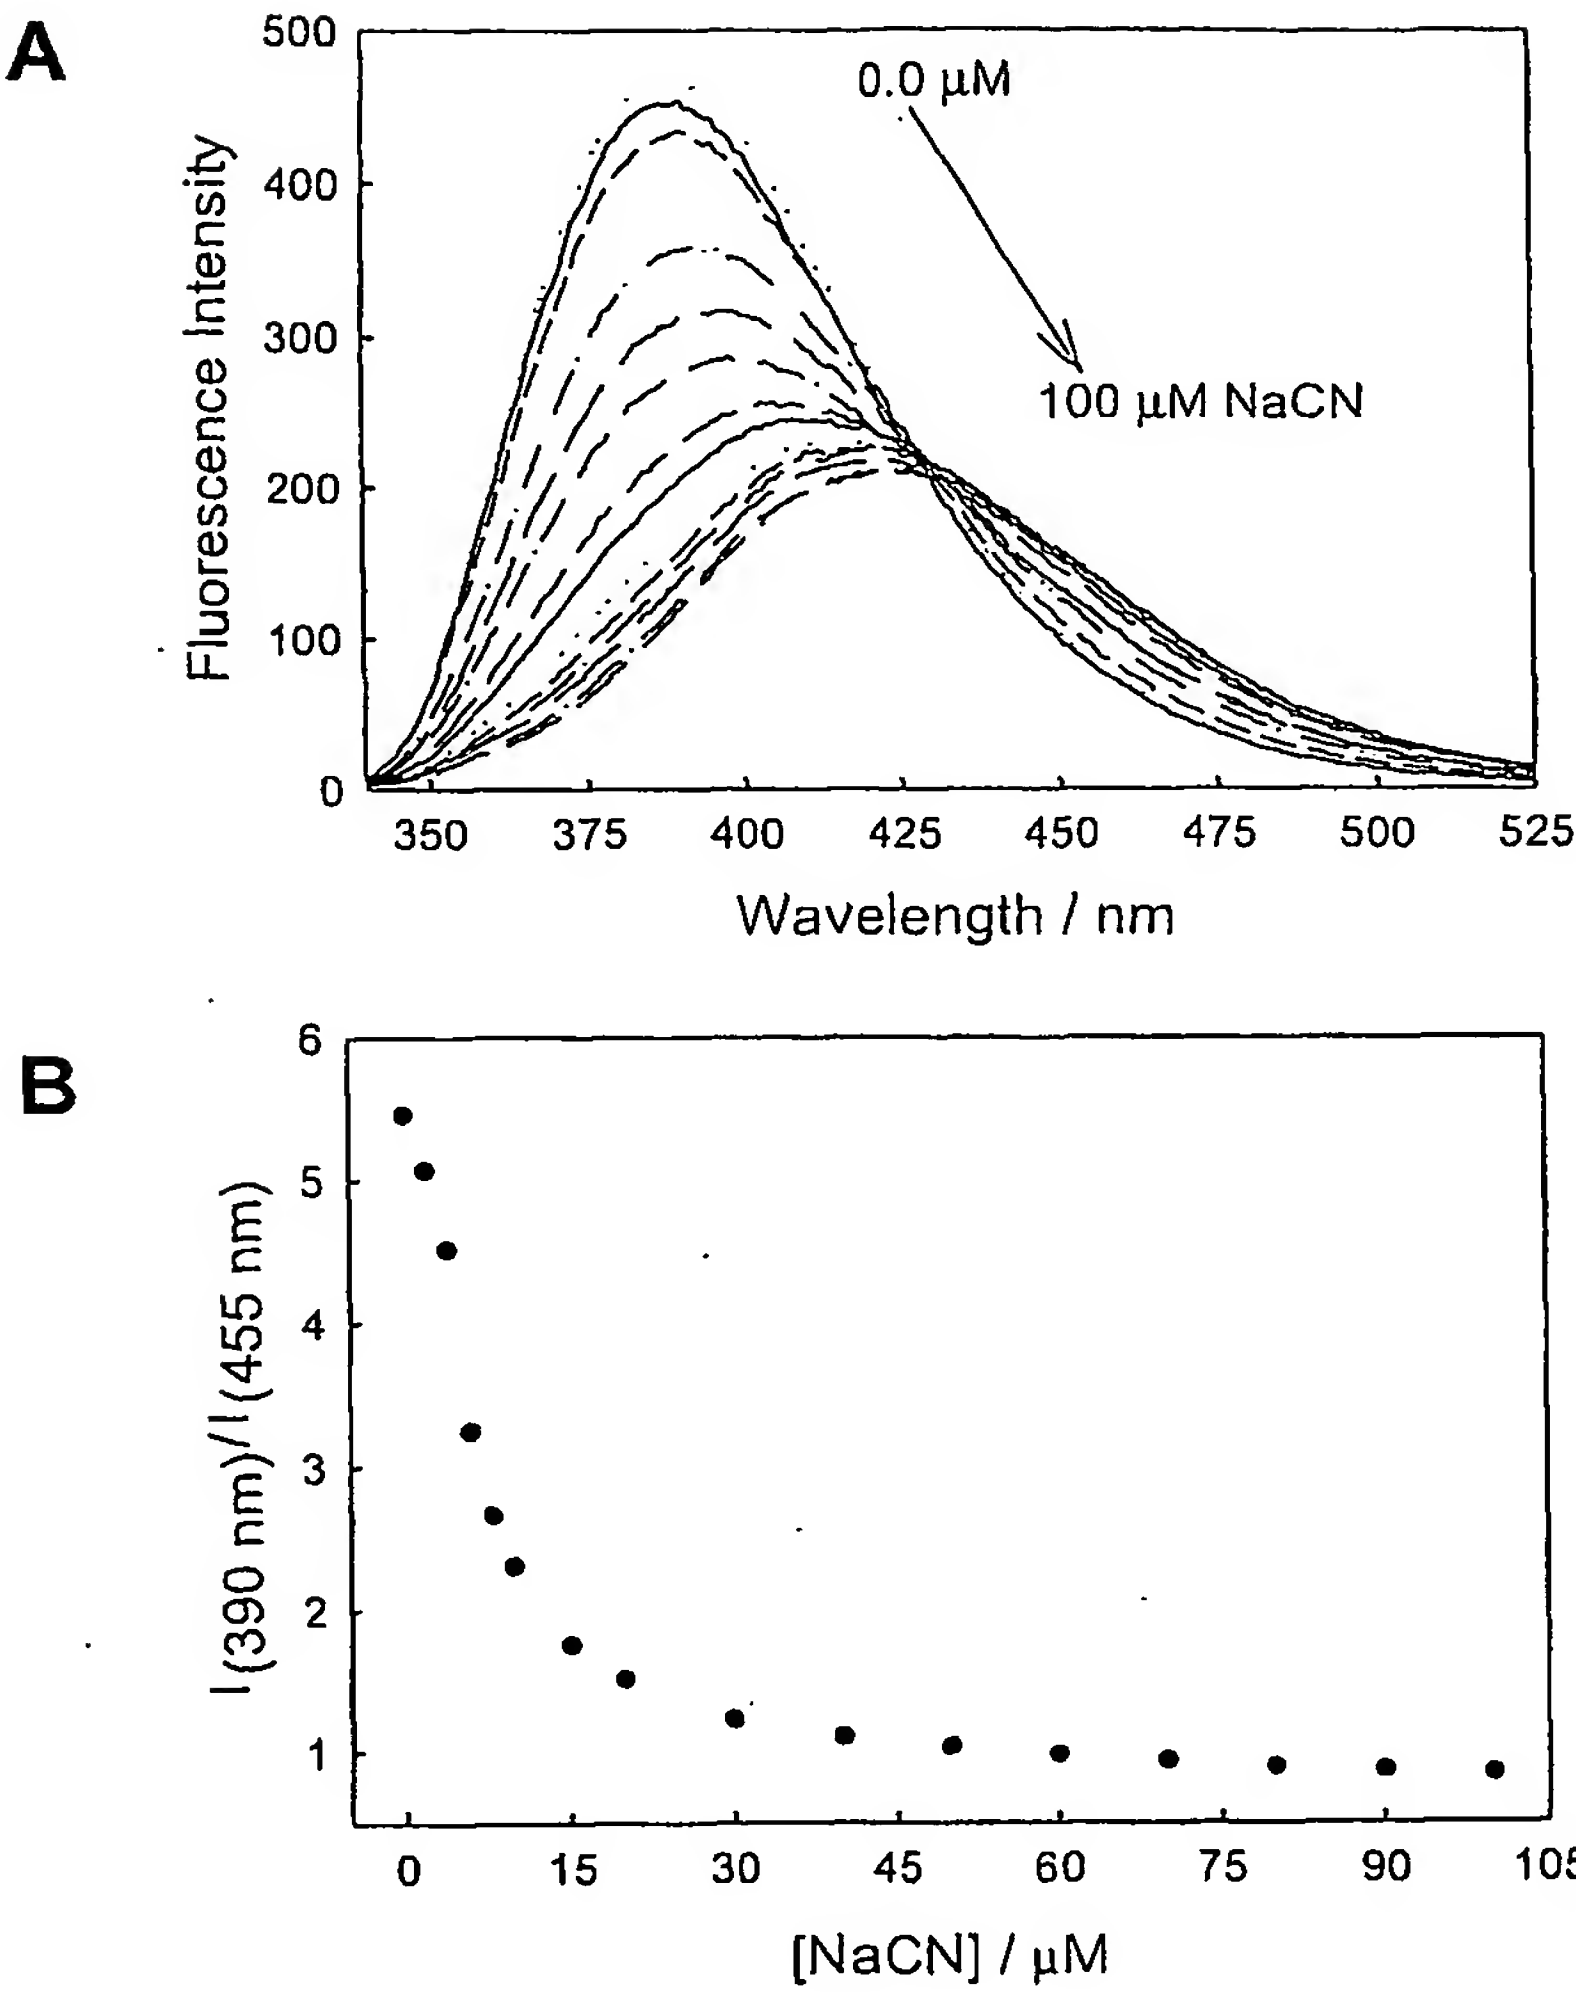 A
500
400
300
200
100
0
Fluorescence Intensity
0.0 μM
100 μM NaCN
350 375 400 425 450 475 500 525
Wavelength / nm
B
6
5
4
3
2
1
I(390 nm)/I(455 nm)
0 15 30 45 60 75 90 105
[NaCN] / μM